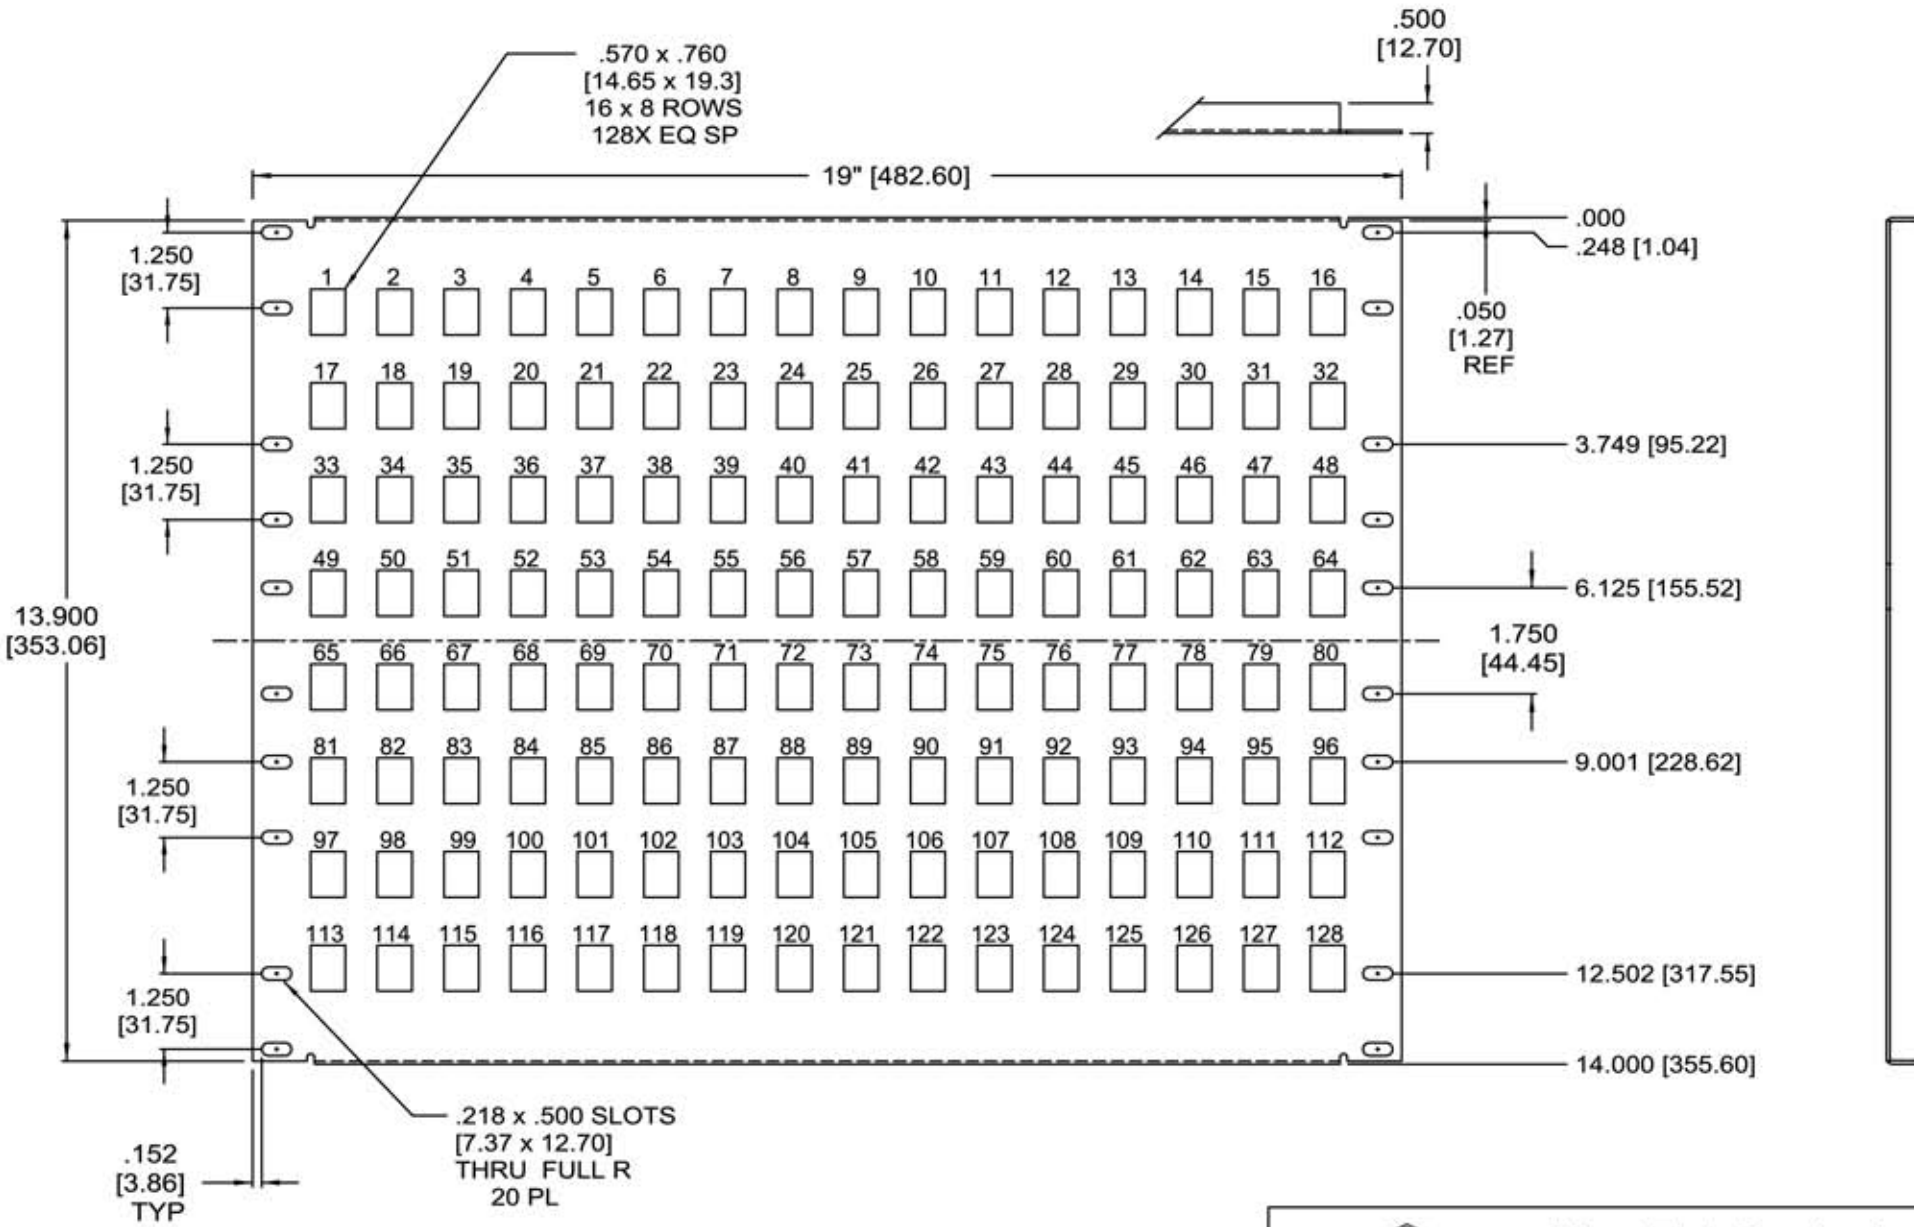 .500
[12.70]
.570 x .760
[14.65 x 19.3]
16 x 8 ROWS
128X EQ SP
19" [482.60]
.000
.248 [1.04]
1.250
[31.75]
1 2 3 4 5 6 7 8 9 10 11 12 13 14 15 16
.050
[1.27]
REF
17 18 19 20 21 22 23 24 25 26 27 28 29 30 31 32
3.749 [95.22]
1.250
[31.75]
33 34 35 36 37 38 39 40 41 42 43 44 45 46 47 48
49 50 51 52 53 54 55 56 57 58 59 60 61 62 63 64
6.125 [155.52]
13.900
[353.06]
1.750
[44.45]
65 66 67 68 69 70 71 72 73 74 75 76 77 78 79 80
81 82 83 84 85 86 87 88 89 90 91 92 93 94 95 96
9.001 [228.62]
1.250
[31.75]
97 98 99 100 101 102 103 104 105 106 107 108 109 110 111 112
113 114 115 116 117 118 119 120 121 122 123 124 125 126 127 128
12.502 [317.55]
1.250
[31.75]
14.000 [355.60]
.218 x .500 SLOTS
[7.37 x 12.70]
THRU FULL R
20 PL
.152
[3.86]
TYP